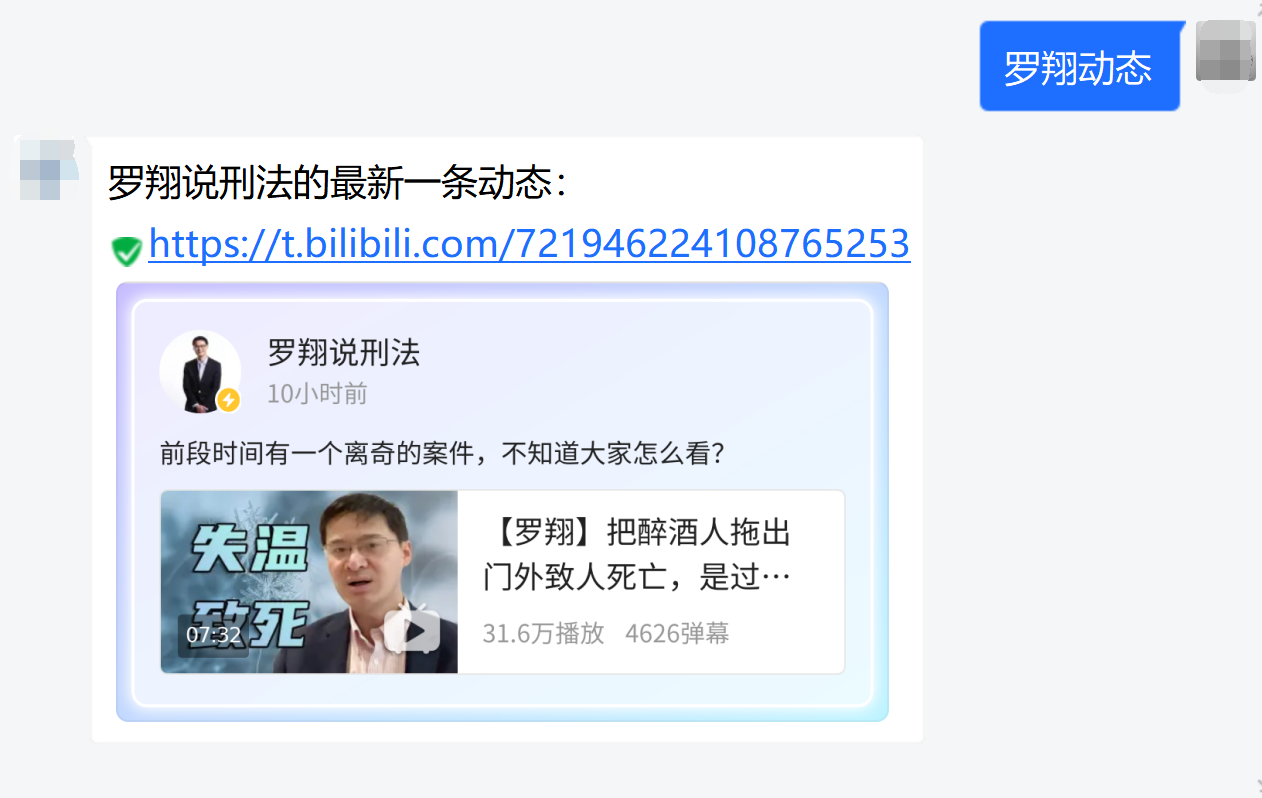 罗翔动态
罗翔说刑法的最新一条动态：
https://t.bilibili.com/721946224108765253
罗翔说刑法
10小时前
前段时间有一个离奇的案件，不知道大家怎么看？
失温
致死
07:32
【罗翔】把醉酒人拖出
门外致人死亡，是过…
31.6万播放 4626弹幕